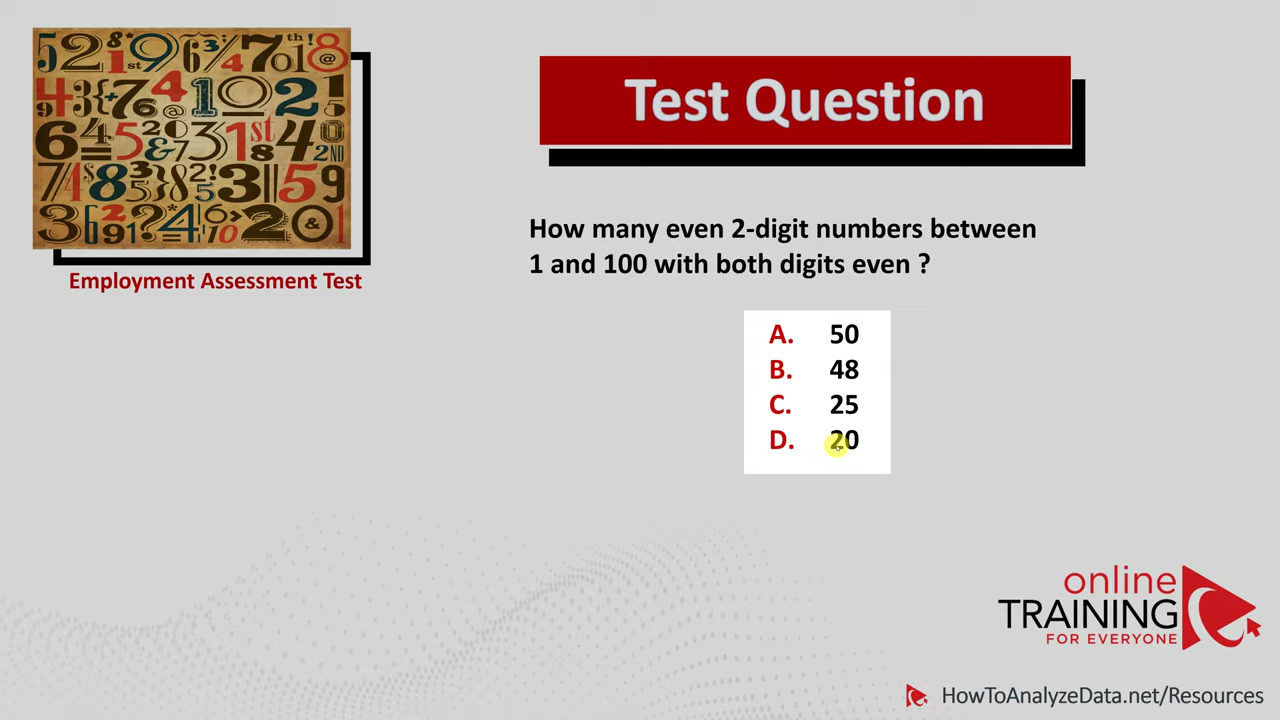 Test Question
Employment Assessment Test
How many even 2-digit numbers between
1 and 100 with both digits even ?
A. 50
B. 48
C. 25
D. 20
online
TRAINING
FOR EVERYONE
HowToAnalyzeData.net/Resources